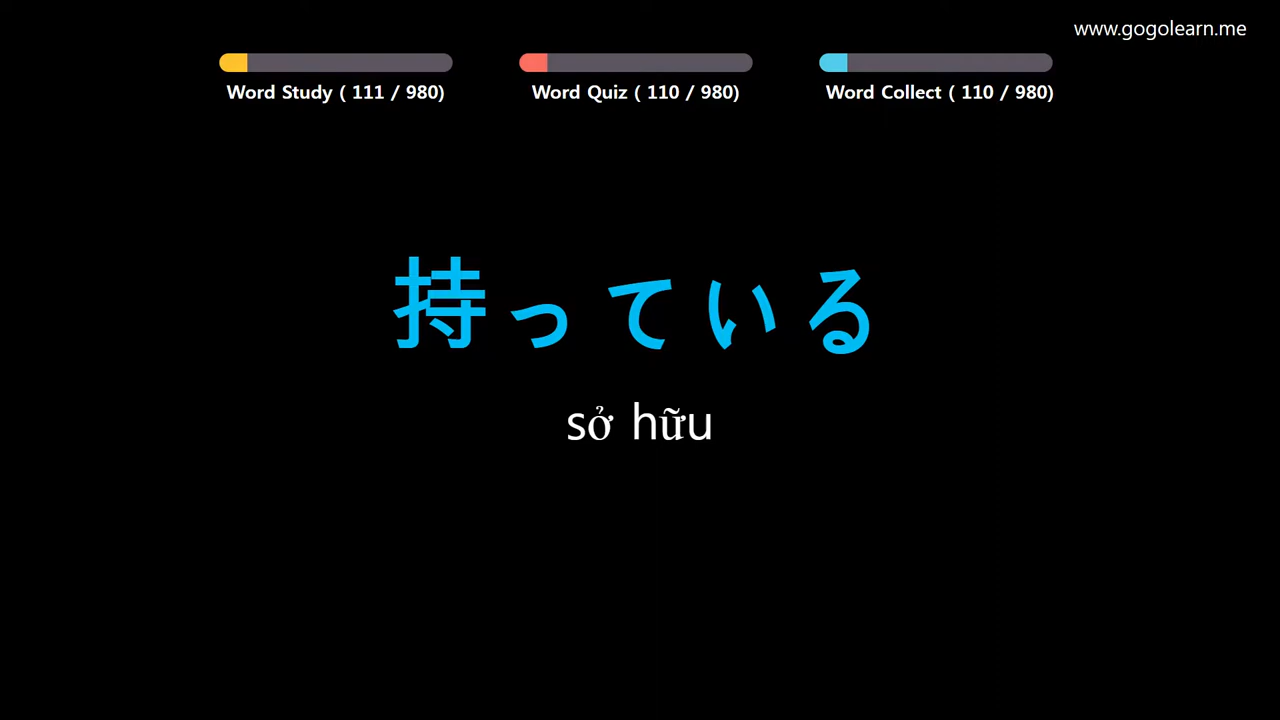 www.gogolearn.me
Word Study ( 111 / 980)
Word Quiz ( 110 / 980)
Word Collect ( 110 / 980)
持っている
sở hữu